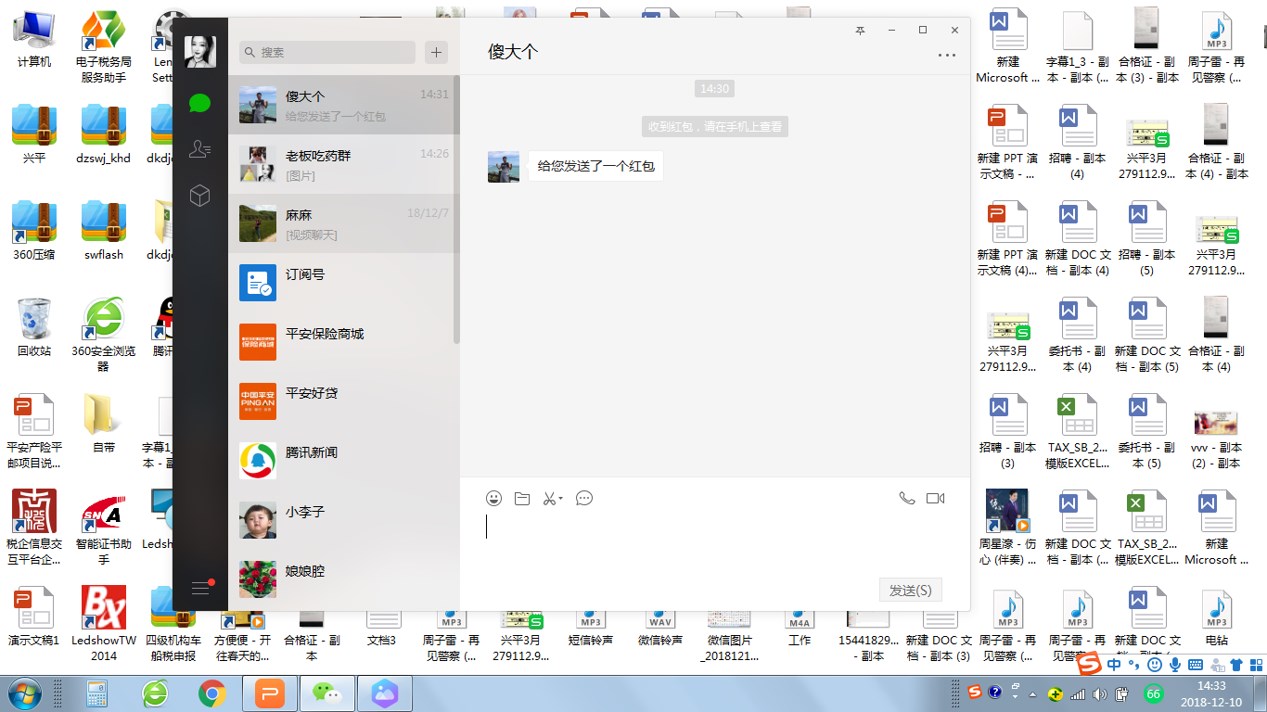 傻大个
搜索
傻大个
14:31
给您发送了一个红包
老板吃药群
14:26
[图片]
麻麻
18/12/7
[视频聊天]
订阅号
平安保险商城
平安好贷
腾讯新闻
小李子
娘娘腔
14:30
收到红包，请在手机上查看
给您发送了一个红包
发送(S)
计算机
电子税务局
服务助手
Len
Sett
兴平
dzswj_khd
dkdj
360压缩
swflash
dkdj
回收站
360安全浏览
器
腾讯
平安产险平
邮项目说...
自带
字幕1_
本 - 副
税企信息交
互平台企...
智能证书助
手
Ledsh
演示文稿1
LedshowTW
2014
四级机构车
船税申报
方便便 - 开
往春天的...
合格证 - 副
本
文档3
周子雷 - 再
见警察 (...
兴平3月
279112.9...
短信铃声
微信铃声
微信图片
_2018121...
工作
15441829...
- 副本
新建 DOC 文
档 - 副本 (3)
周子雷 - 再
见警察 (...
周子雷 - 再
见警察 (...
新建 DOC 文
电钻
新建
Microsoft ...
字幕1_3 - 副
本 - 副本 (...
合格证 - 副
本 (3) - 副本
周子雷 - 再
见警察 (...
新建 PPT 演
示文稿 - ...
招聘 - 副本
(4)
兴平3月
279112.9...
合格证 - 副
本 (4) - 副本
新建 PPT 演
示文稿 (4)...
新建 DOC 文
档 - 副本 (4)
招聘 - 副本
(5)
兴平3月
279112.9...
兴平3月
279112.9...
委托书 - 副
本 (4)
新建 DOC 文
档 - 副本 (5)
合格证 - 副
本 (4)
招聘 - 副本
(3)
TAX_SB_2...
模版EXCEL...
委托书 - 副
本 (5)
vvv - 副本
(2) - 副本
周星濠 - 伤
心 (伴奏) ...
新建 DOC 文
档 - 副本 (...
TAX_SB_2...
模版EXCEL...
新建
Microsoft ...
中
66
14:33
2018-12-10